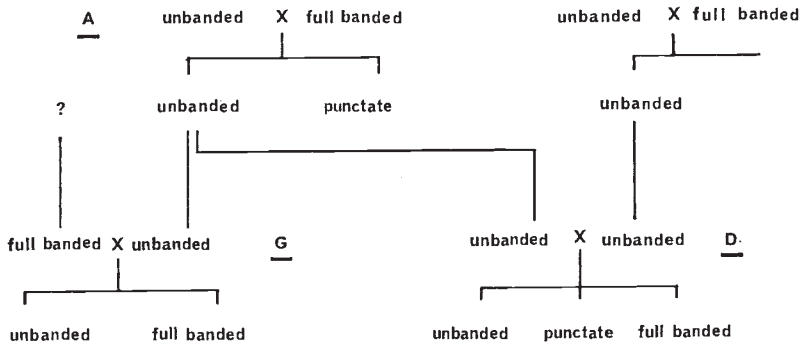 A unbanded X full banded unbanded X full banded
? unbanded punctate unbanded
full banded X unbanded G unbanded X unbanded D.
unbanded full banded unbanded punctate full banded